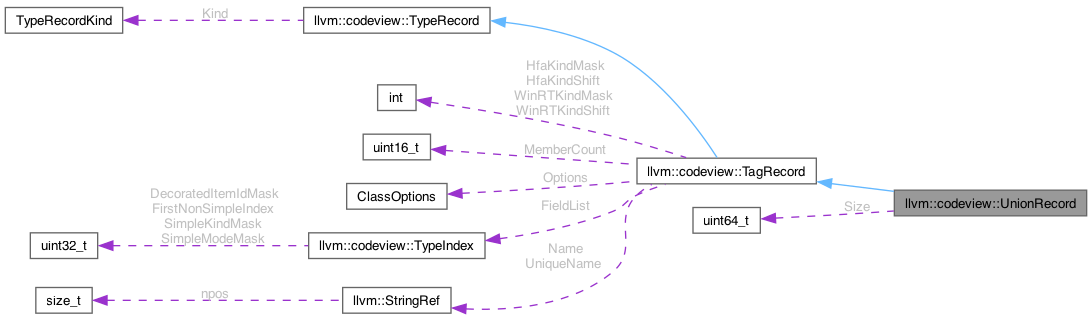 TypeRecordKind
Kind
llvm::codeview::TypeRecord
HfaKindMask
HfaKindShift
WinRTKindMask
WinRTKindShift
int
uint16_t
MemberCount
llvm::codeview::TagRecord
Options
ClassOptions
DecoratedItemIdMask
FirstNonSimpleIndex
SimpleKindMask
SimpleModeMask
FieldList
uint64_t
Size
llvm::codeview::UnionRecord
uint32_t
llvm::codeview::TypeIndex
Name
UniqueName
size_t
npos
llvm::StringRef